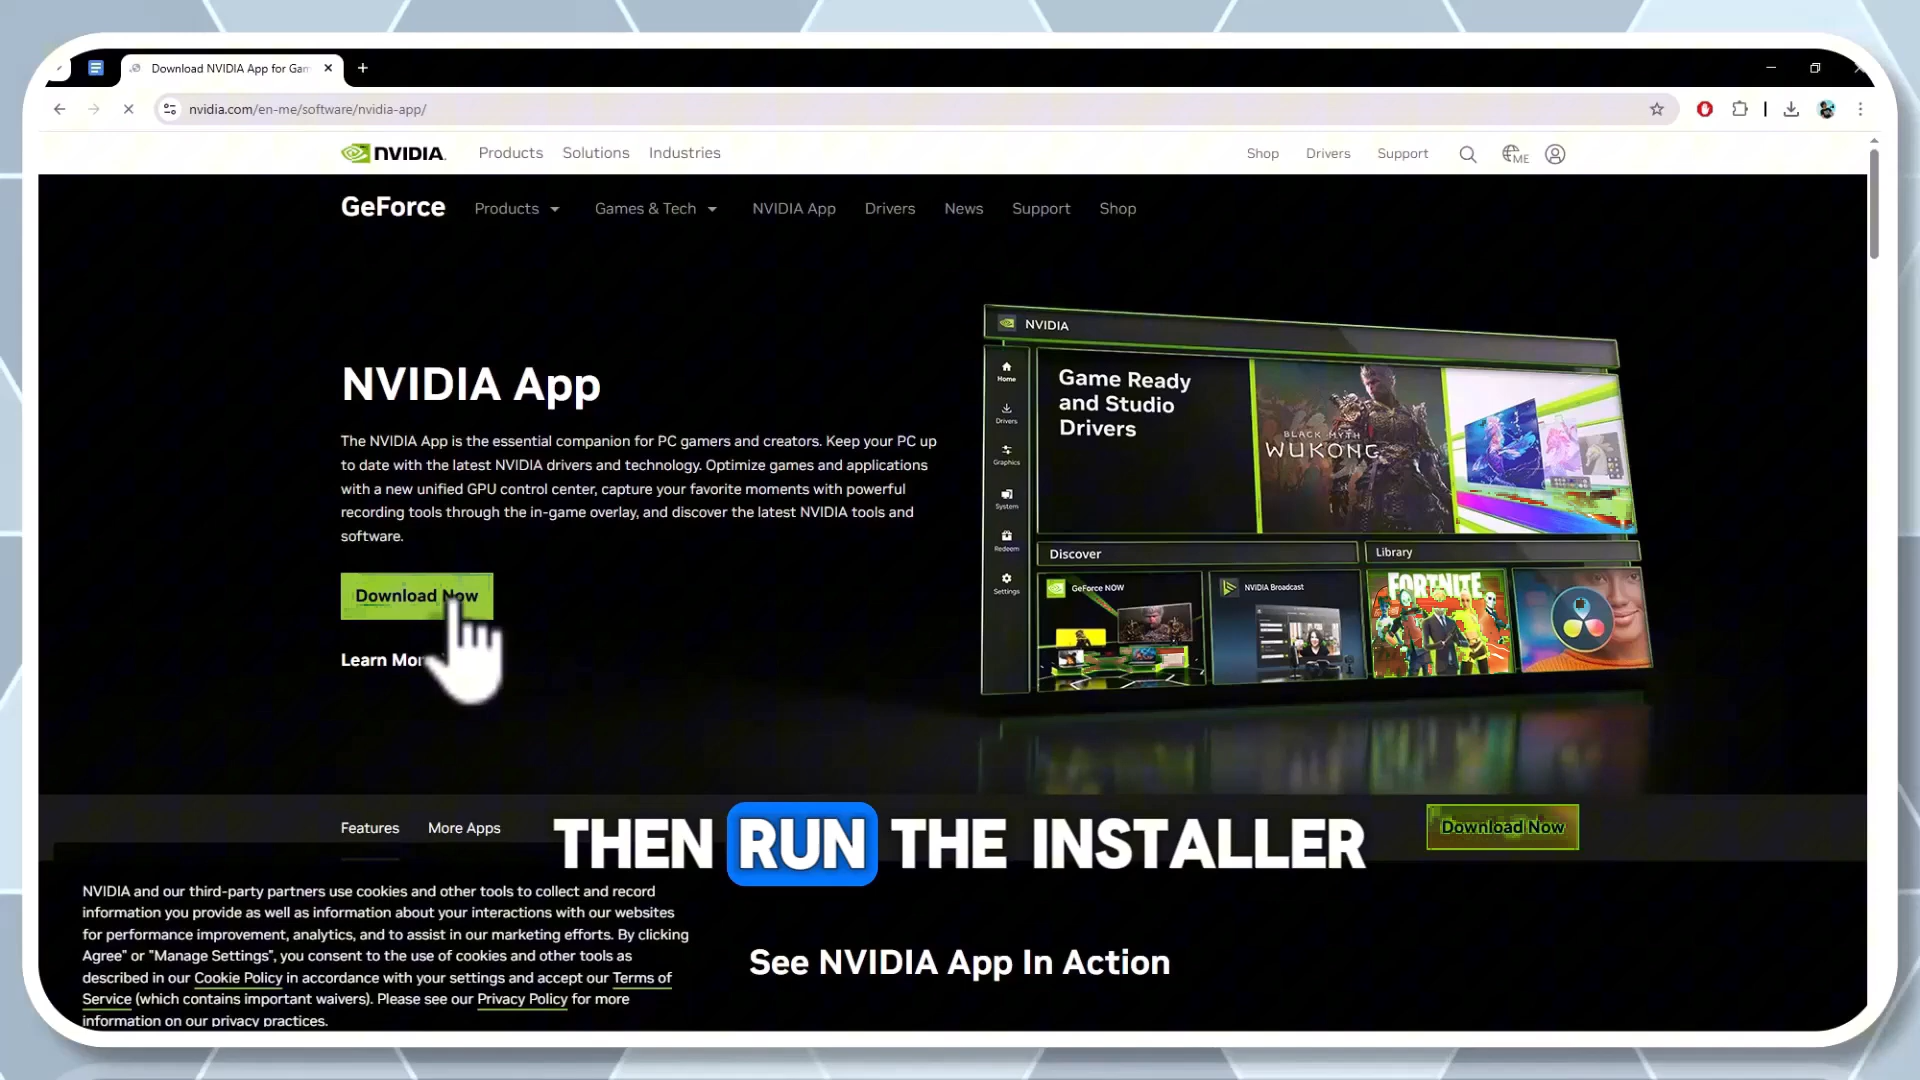 Download NVIDIA App for Gam
nvidia.com/en-me/software/nvidia-app/
NVIDIA. Products Solutions Industries Shop Drivers Support ME
GeForce Products Games & Tech NVIDIA App Drivers News Support Shop
NVIDIA App
The NVIDIA App is the essential companion for PC gamers and creators. Keep your PC up
to date with the latest NVIDIA drivers and technology. Optimize games and applications
with a new unified GPU control center, capture your favorite moments with powerful
recording tools through the in-game overlay, and discover the latest NVIDIA tools and
software.
Download Now
Learn Mor
NVIDIA
Home
Drivers
Graphics
System
Redeem
Settings
Game Ready
and Studio
Drivers
BLACK MYTH
WUKONG
Discover
Library
GeForce NOW
NVIDIA Broadcast
FORTNITE
Features More Apps
Download Now
THEN RUN THE INSTALLER
NVIDIA and our third-party partners use cookies and other tools to collect and record
information you provide as well as information about your interactions with our websites
for performance improvement, analytics, and to assist in our marketing efforts. By clicking
Agree" or "Manage Settings", you consent to the use of cookies and other tools as
described in our Cookie Policy in accordance with your settings and accept our Terms of
Service (which contains important waivers). Please see our Privacy Policy for more
information on our privacy practices.
See NVIDIA App In Action